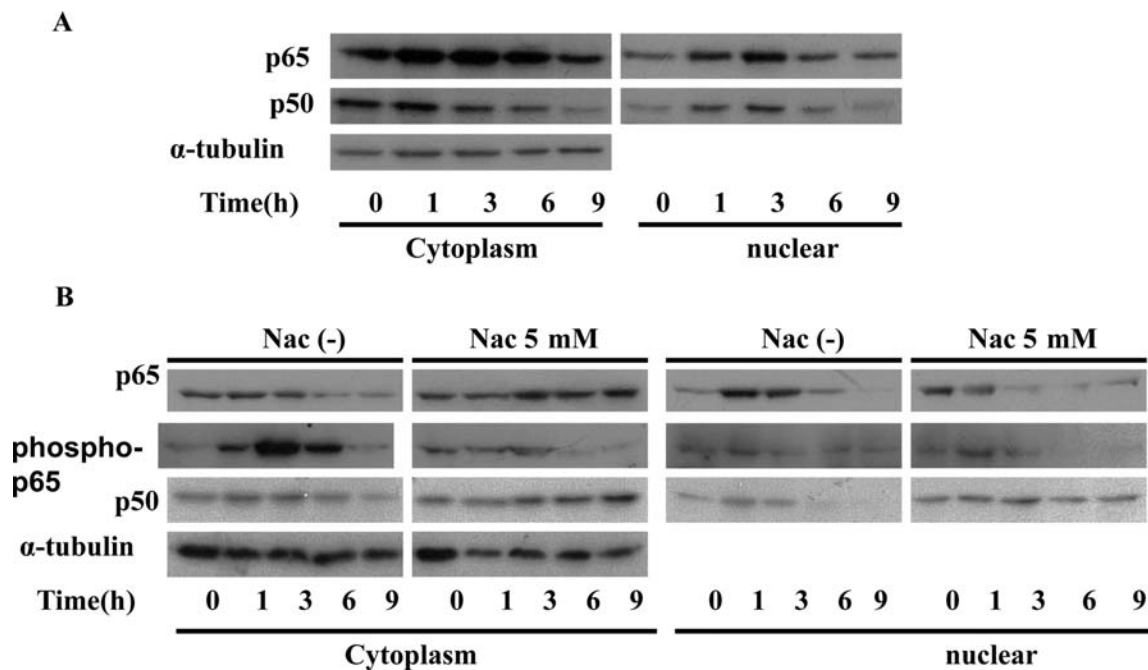 A
p65
p50
α-tubulin
Time(h) 0 1 3 6 9 0 1 3 6 9
Cytoplasm nuclear
B
Nac (-) Nac 5 mM Nac (-) Nac 5 mM
p65
phospho-
p65
p50
α-tubulin
Time(h) 0 1 3 6 9 0 1 3 6 9 0 1 3 6 9 0 1 3 6 9
Cytoplasm nuclear